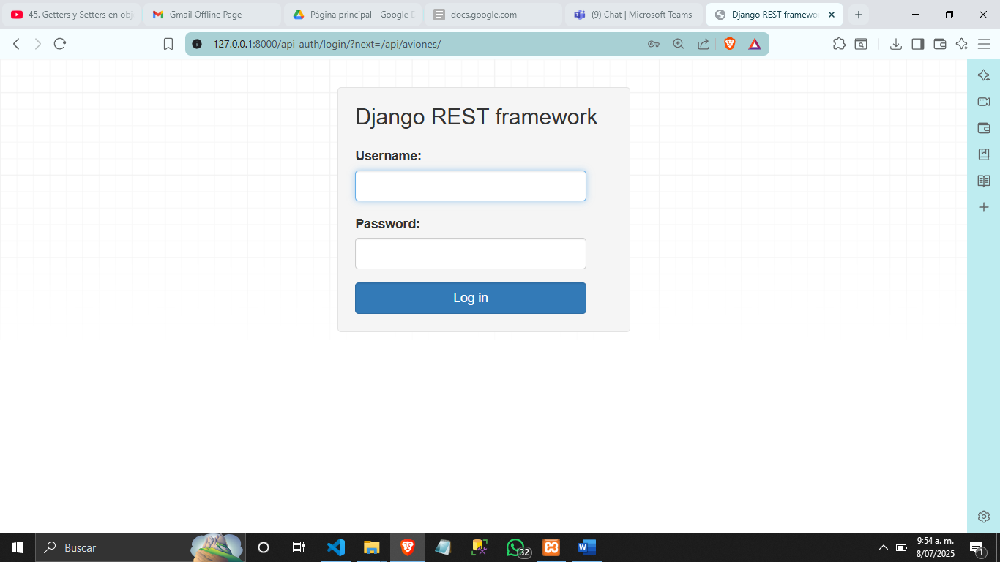 45. Getters y Setters en obj
Gmail Offline Page
Página principal - Google D
docs.google.com
(9) Chat | Microsoft Teams
Django REST framewo
127.0.0.1:8000/api-auth/login/?next=/api/aviones/
Django REST framework
Username:
Password:
Log in
Buscar
32
9:54 a. m.
8/07/2025
1